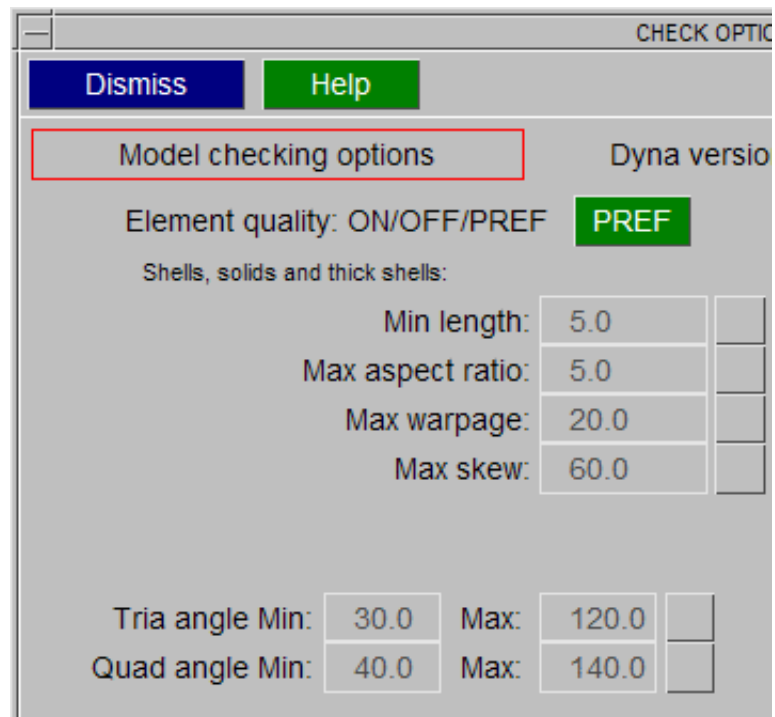 CHECK OPTIO
Dismiss Help
Model checking options Dyna versio
Element quality: ON/OFF/PREF PREF
Shells, solids and thick shells:
Min length: 5.0
Max aspect ratio: 5.0
Max warpage: 20.0
Max skew: 60.0
Tria angle Min: 30.0 Max: 120.0
Quad angle Min: 40.0 Max: 140.0